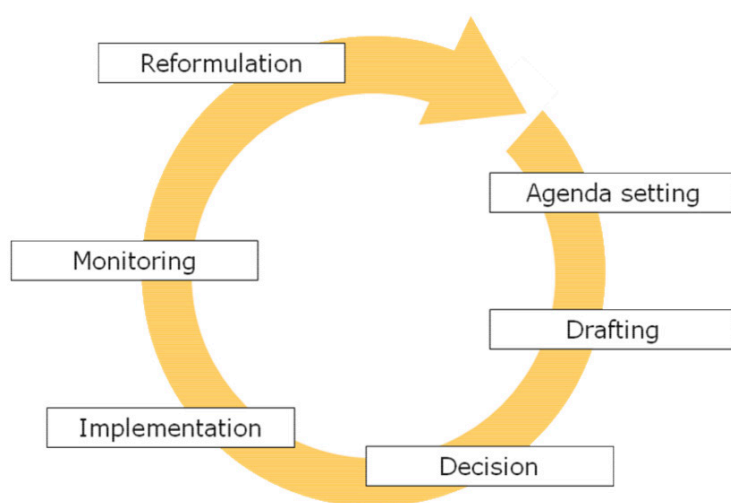 Reformulation
Agenda setting
Monitoring
Drafting
Implementation
Decision